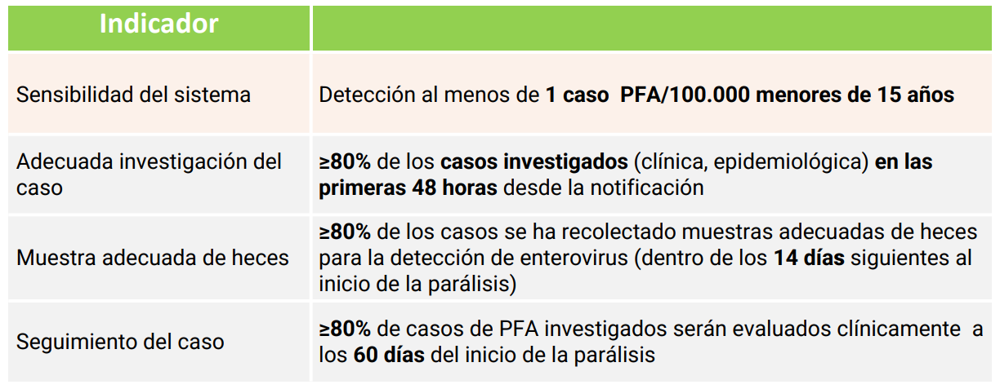 Indicador
Sensibilidad del sistema
Detección al menos de 1 caso PFA/100.000 menores de 15 años
Adecuada investigación del
caso
≥80% de los casos investigados (clínica, epidemiológica) en las
primeras 48 horas desde la notificación
Muestra adecuada de heces
≥80% de los casos se ha recolectado muestras adecuadas de heces
para la detección de enterovirus (dentro de los 14 días siguientes al
inicio de la parálisis)
Seguimiento del caso
≥80% de casos de PFA investigados serán evaluados clínicamente a
los 60 días del inicio de la parálisis